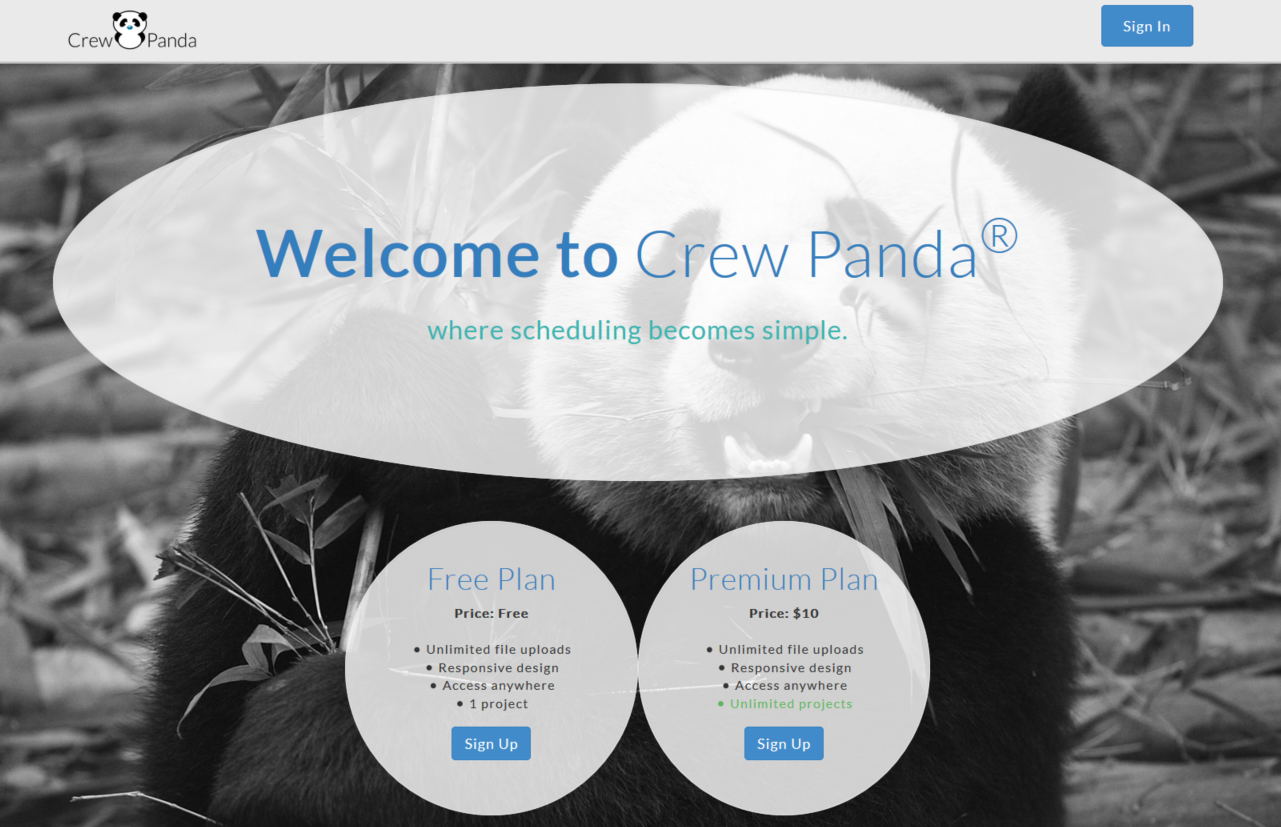 Crew Panda
Sign In
Welcome to Crew Panda®
where scheduling becomes simple.
Free Plan
Price: Free
• Unlimited file uploads
• Responsive design
• Access anywhere
• 1 project
Sign Up
Premium Plan
Price: $10
• Unlimited file uploads
• Responsive design
• Access anywhere
• Unlimited projects
Sign Up